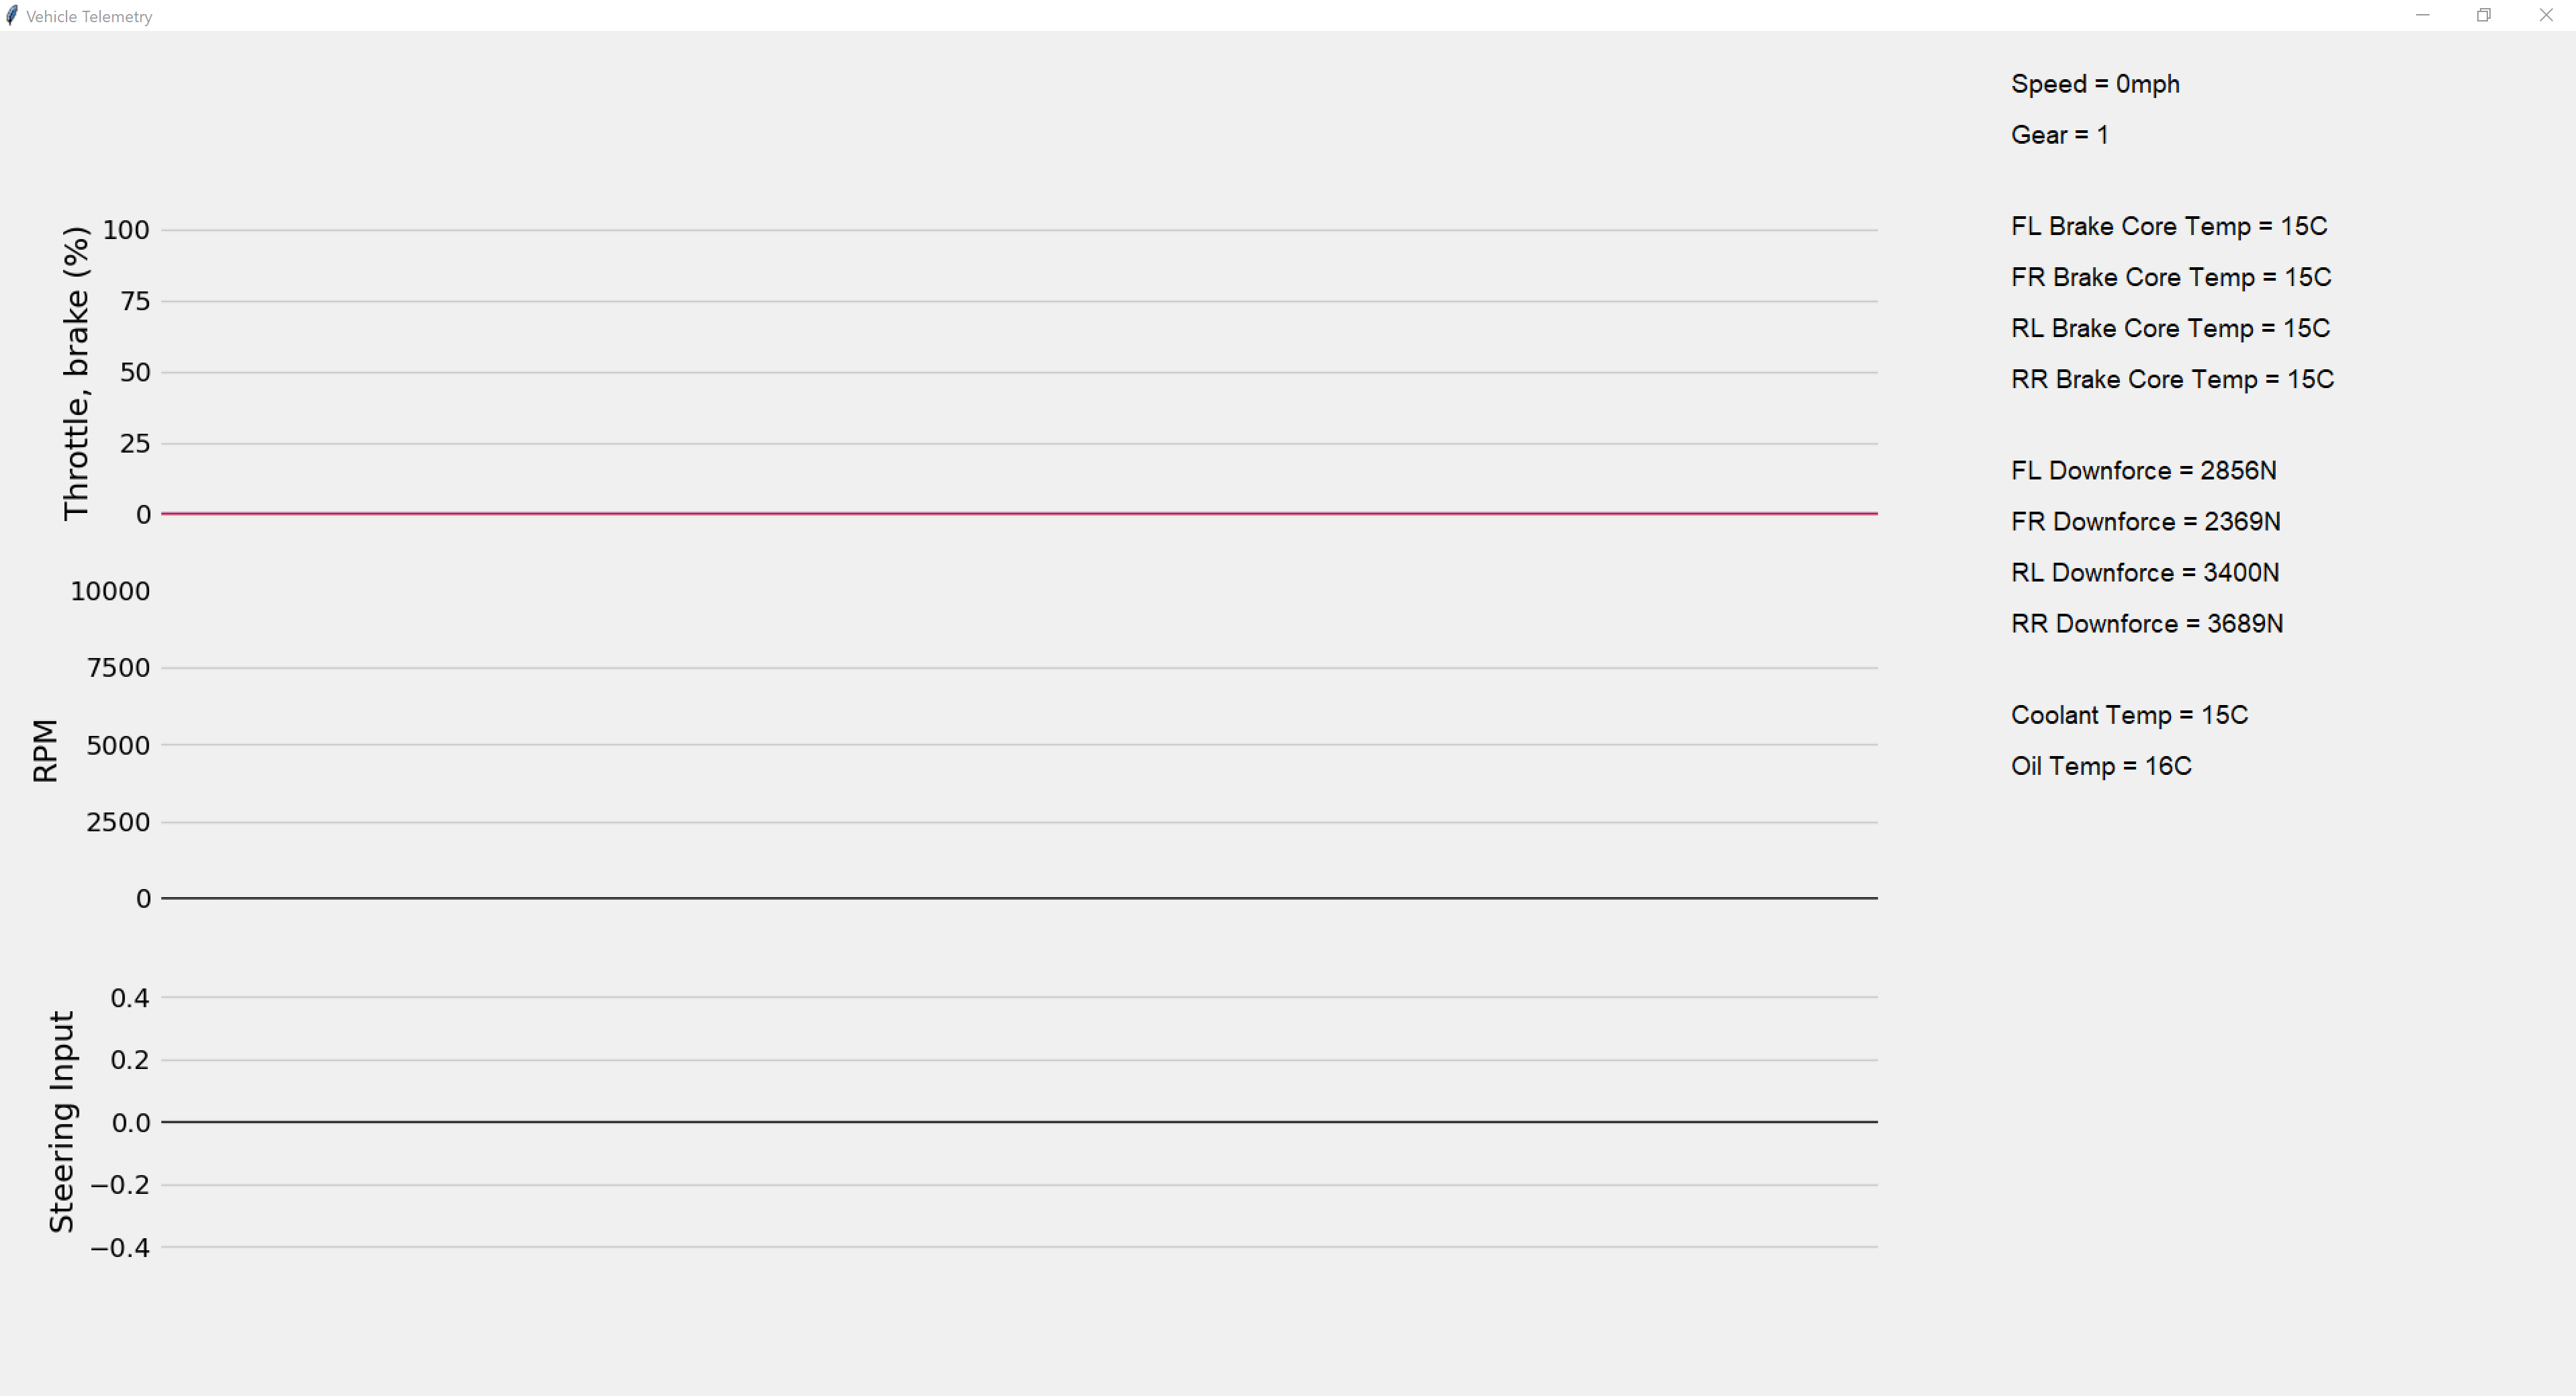 Vehicle Telemetry
Throttle, brake (%)
100
75
50
25
0
RPM
10000
7500
5000
2500
0
Steering Input
0.4
0.2
0.0
−0.2
−0.4
Speed = 0mph
Gear = 1
FL Brake Core Temp = 15C
FR Brake Core Temp = 15C
RL Brake Core Temp = 15C
RR Brake Core Temp = 15C
FL Downforce = 2856N
FR Downforce = 2369N
RL Downforce = 3400N
RR Downforce = 3689N
Coolant Temp = 15C
Oil Temp = 16C